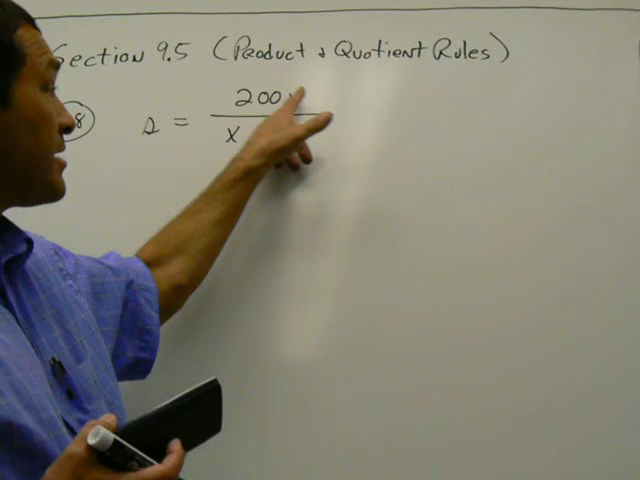 Section 9.5 (Product & Quotient Rules)
8 s = 200
x